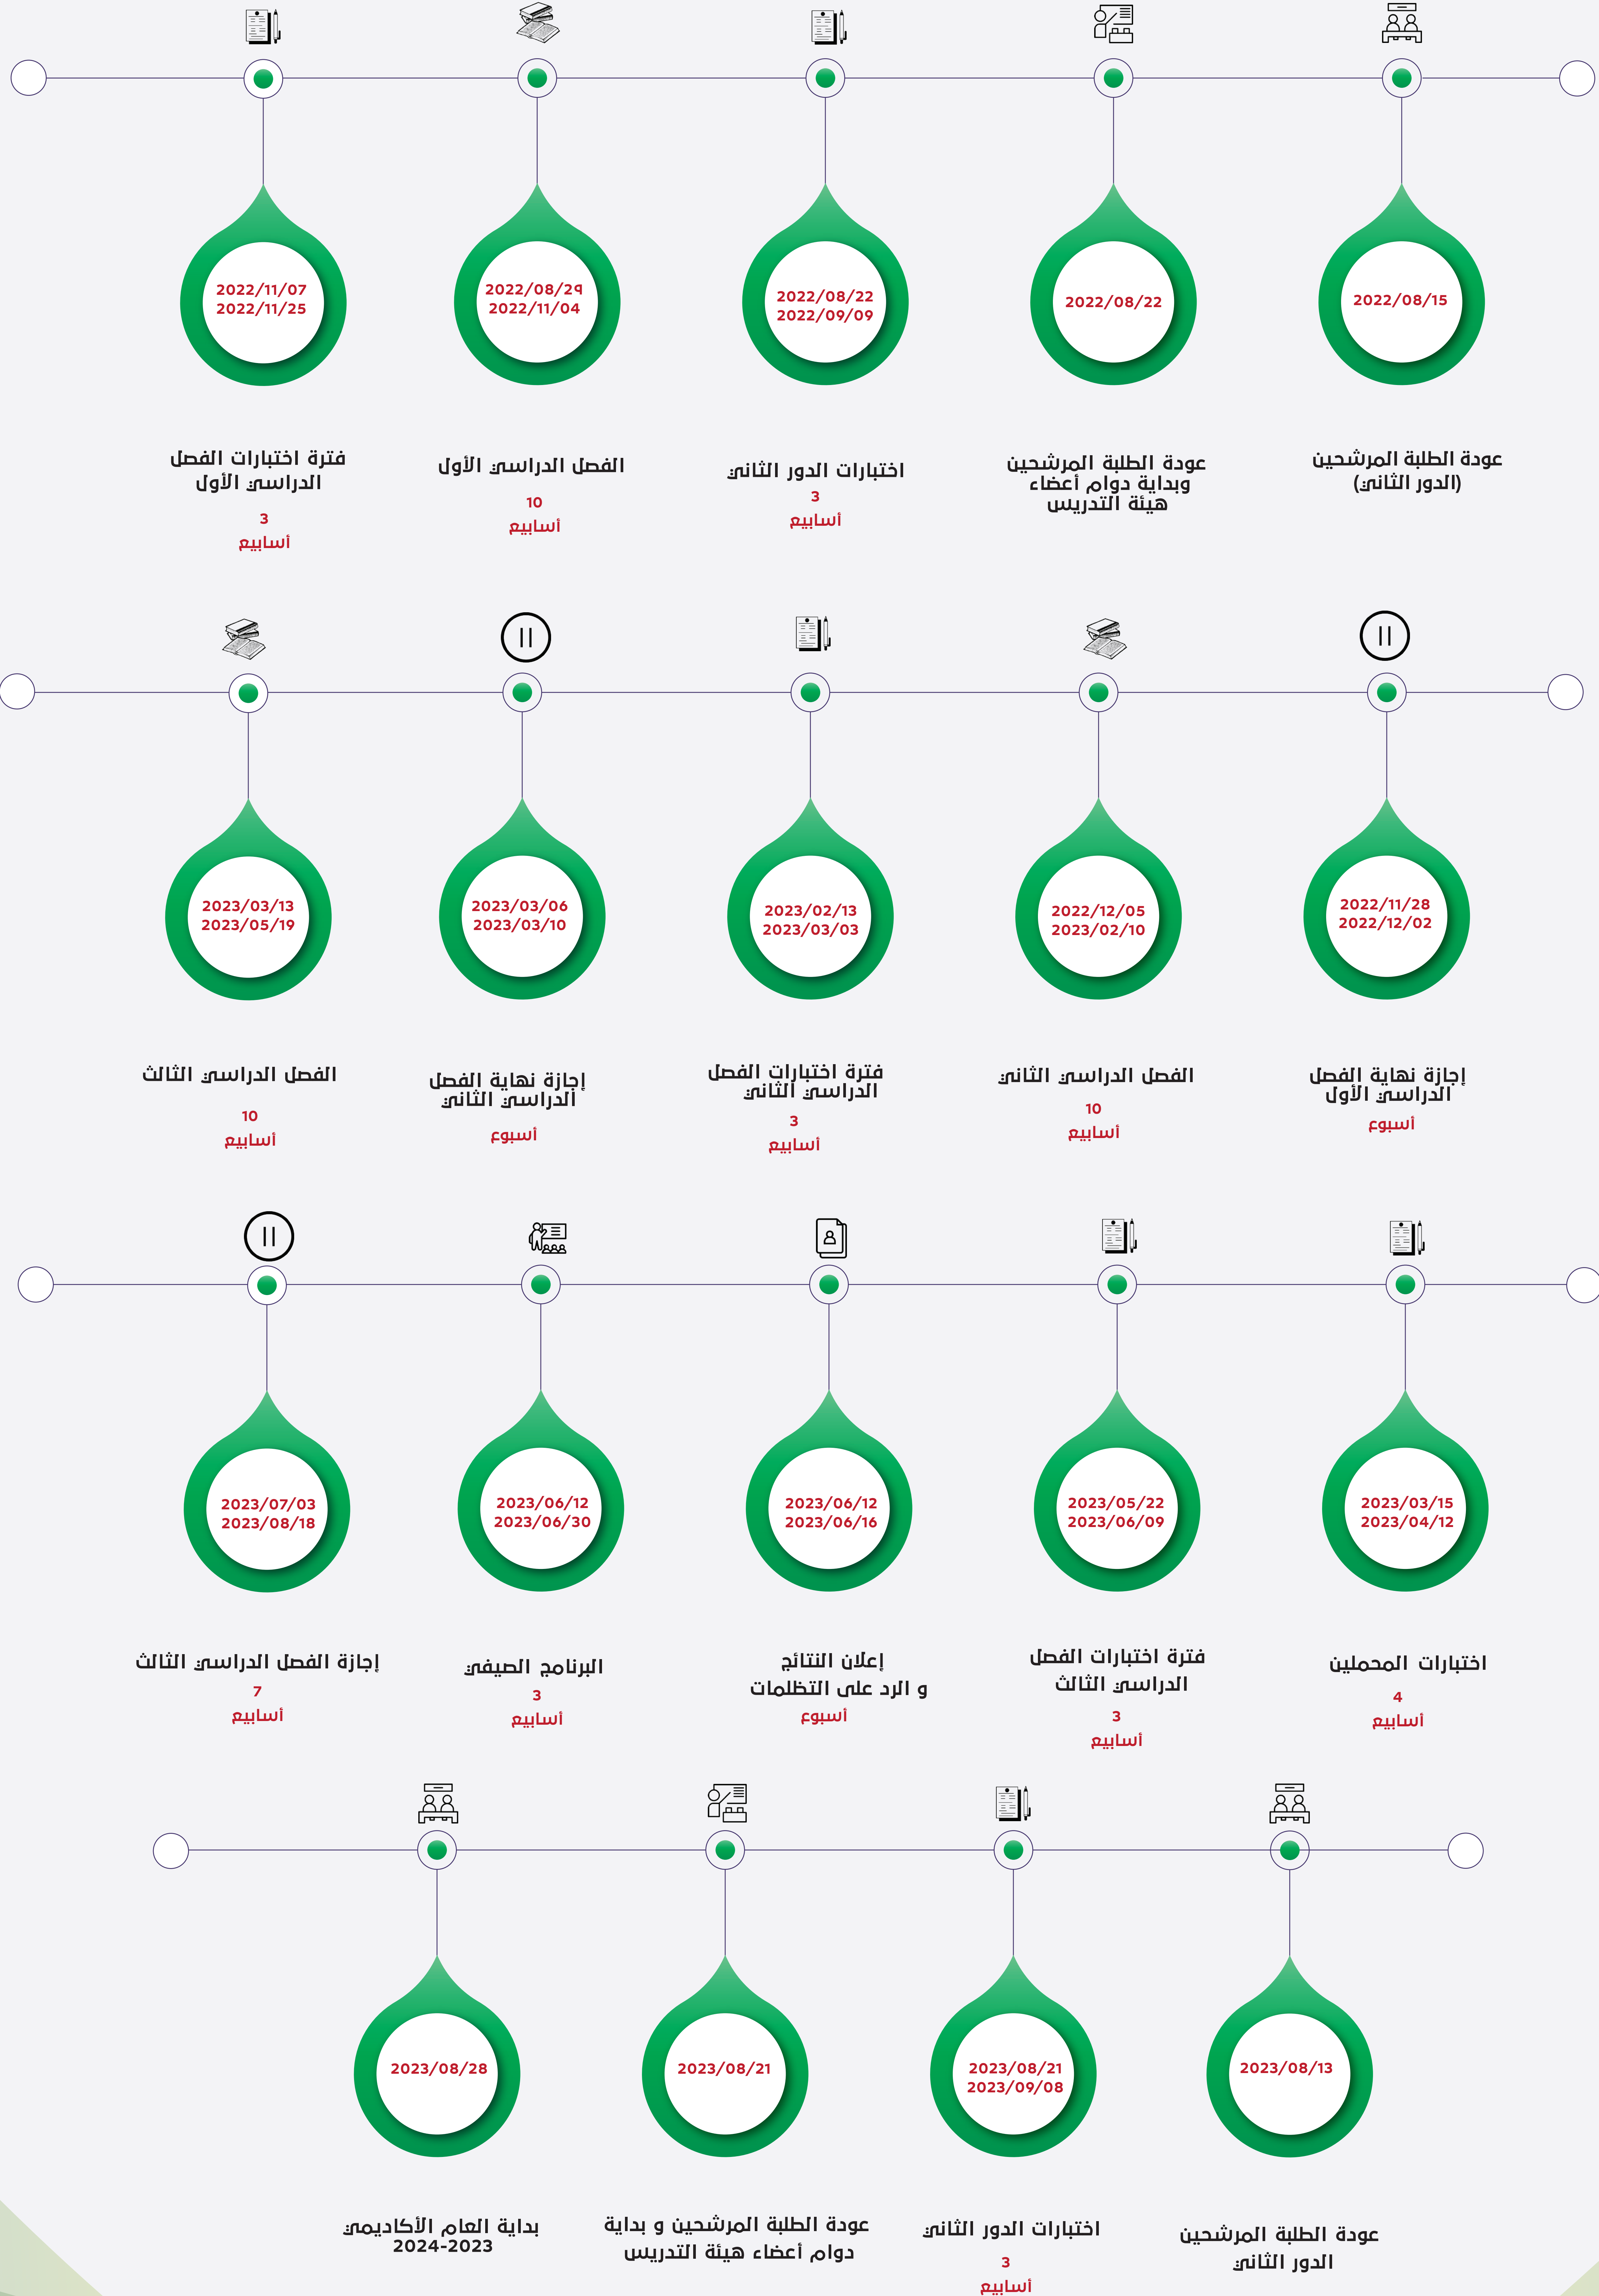 2022/08/15
عودة الطلبة المرشحين
(الدور الثاني)
2022/08/22
عودة الطلبة المرشحين
وبداية دوام أعضاء
هيئة التدريس
2022/08/22
2022/09/09
اختبارات الدور الثاني
3
أسابيع
2022/08/29
2022/11/04
الفصل الدراسي الأول
10
أسابيع
2022/11/07
2022/11/25
فترة اختبارات الفصل
الدراسي الأول
3
أسابيع
2022/11/28
2022/12/02
إجازة نهاية الفصل
الدراسي الأول
أسبوع
2022/12/05
2023/02/10
الفصل الدراسي الثاني
10
أسابيع
2023/02/13
2023/03/03
فترة اختبارات الفصل
الدراسي الثاني
3
أسابيع
2023/03/06
2023/03/10
إجازة نهاية الفصل
الدراسي الثاني
أسبوع
2023/03/13
2023/05/19
الفصل الدراسي الثالث
10
أسابيع
2023/03/15
2023/04/12
اختبارات المحملين
4
أسابيع
2023/05/22
2023/06/09
فترة اختبارات الفصل
الدراسي الثالث
3
أسابيع
2023/06/12
2023/06/16
إعلان النتائج
و الرد على التظلمات
أسبوع
2023/06/12
2023/06/30
البرنامج الصيفي
3
أسابيع
2023/07/03
2023/08/18
إجازة الفصل الدراسي الثالث
7
أسابيع
2023/08/13
عودة الطلبة المرشحين
الدور الثاني
2023/08/21
2023/09/08
اختبارات الدور الثاني
3
أسابيع
2023/08/21
عودة الطلبة المرشحين و بداية
دوام أعضاء هيئة التدريس
2023/08/28
بداية العام الأكاديمي
2024-2023